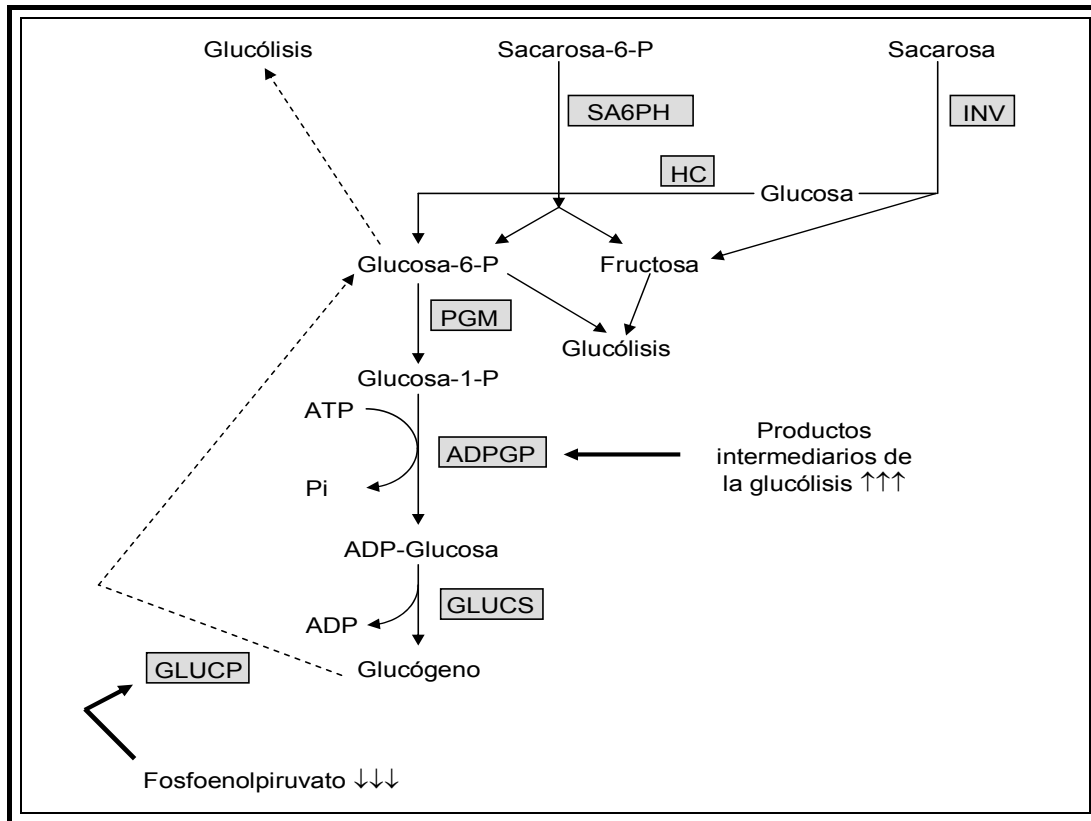 Glucólisis
Sacarosa-6-P
Sacarosa
SA6PH
INV
HC
Glucosa
Glucosa-6-P
Fructosa
PGM
Glucólisis
Glucosa-1-P
ATP
ADPGP
Productos
intermediarios de
la glucólisis ↑↑↑
Pi
ADP-Glucosa
GLUCS
ADP
Glucógeno
GLUCP
Fosfoenolpiruvato ↓↓↓